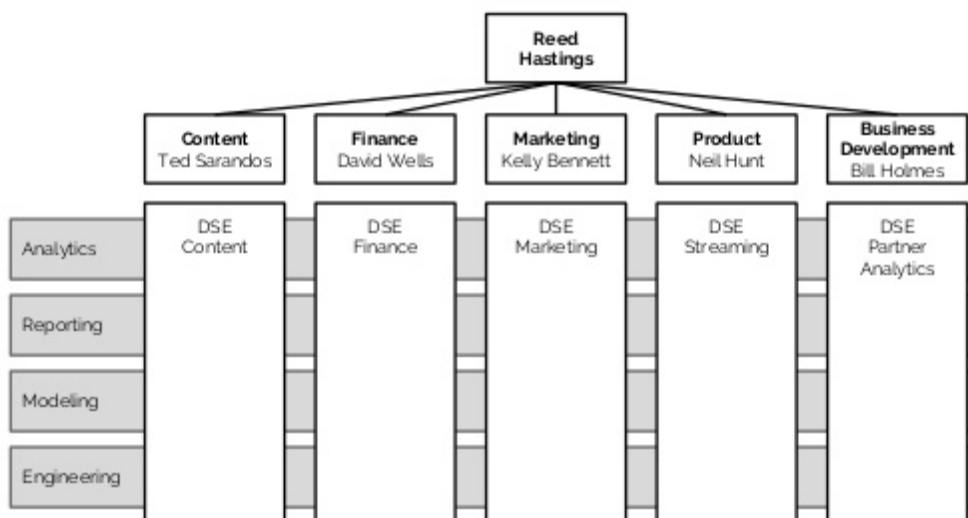 Reed
Hastings
Content
Ted Sarandos
Finance
David Wells
Marketing
Kelly Bennett
Product
Neil Hunt
Business
Development
Bill Holmes
Analytics
DSE
Content
DSE
Finance
DSE
Marketing
DSE
Streaming
DSE
Partner
Analytics
Reporting
Modeling
Engineering